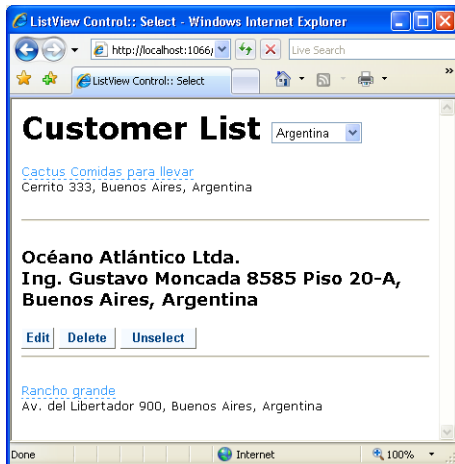 ListView Control:: Select - Windows Internet Explorer
http://localhost:1066/
Live Search
ListView Control:: Select
»
Customer List
Argentina
Cactus Comidas para llevar
Cerrito 333, Buenos Aires, Argentina
Océano Atlántico Ltda.
Ing. Gustavo Moncada 8585 Piso 20-A,
Buenos Aires, Argentina
Edit Delete Unselect
Rancho grande
Av. del Libertador 900, Buenos Aires, Argentina
Done Internet 100%